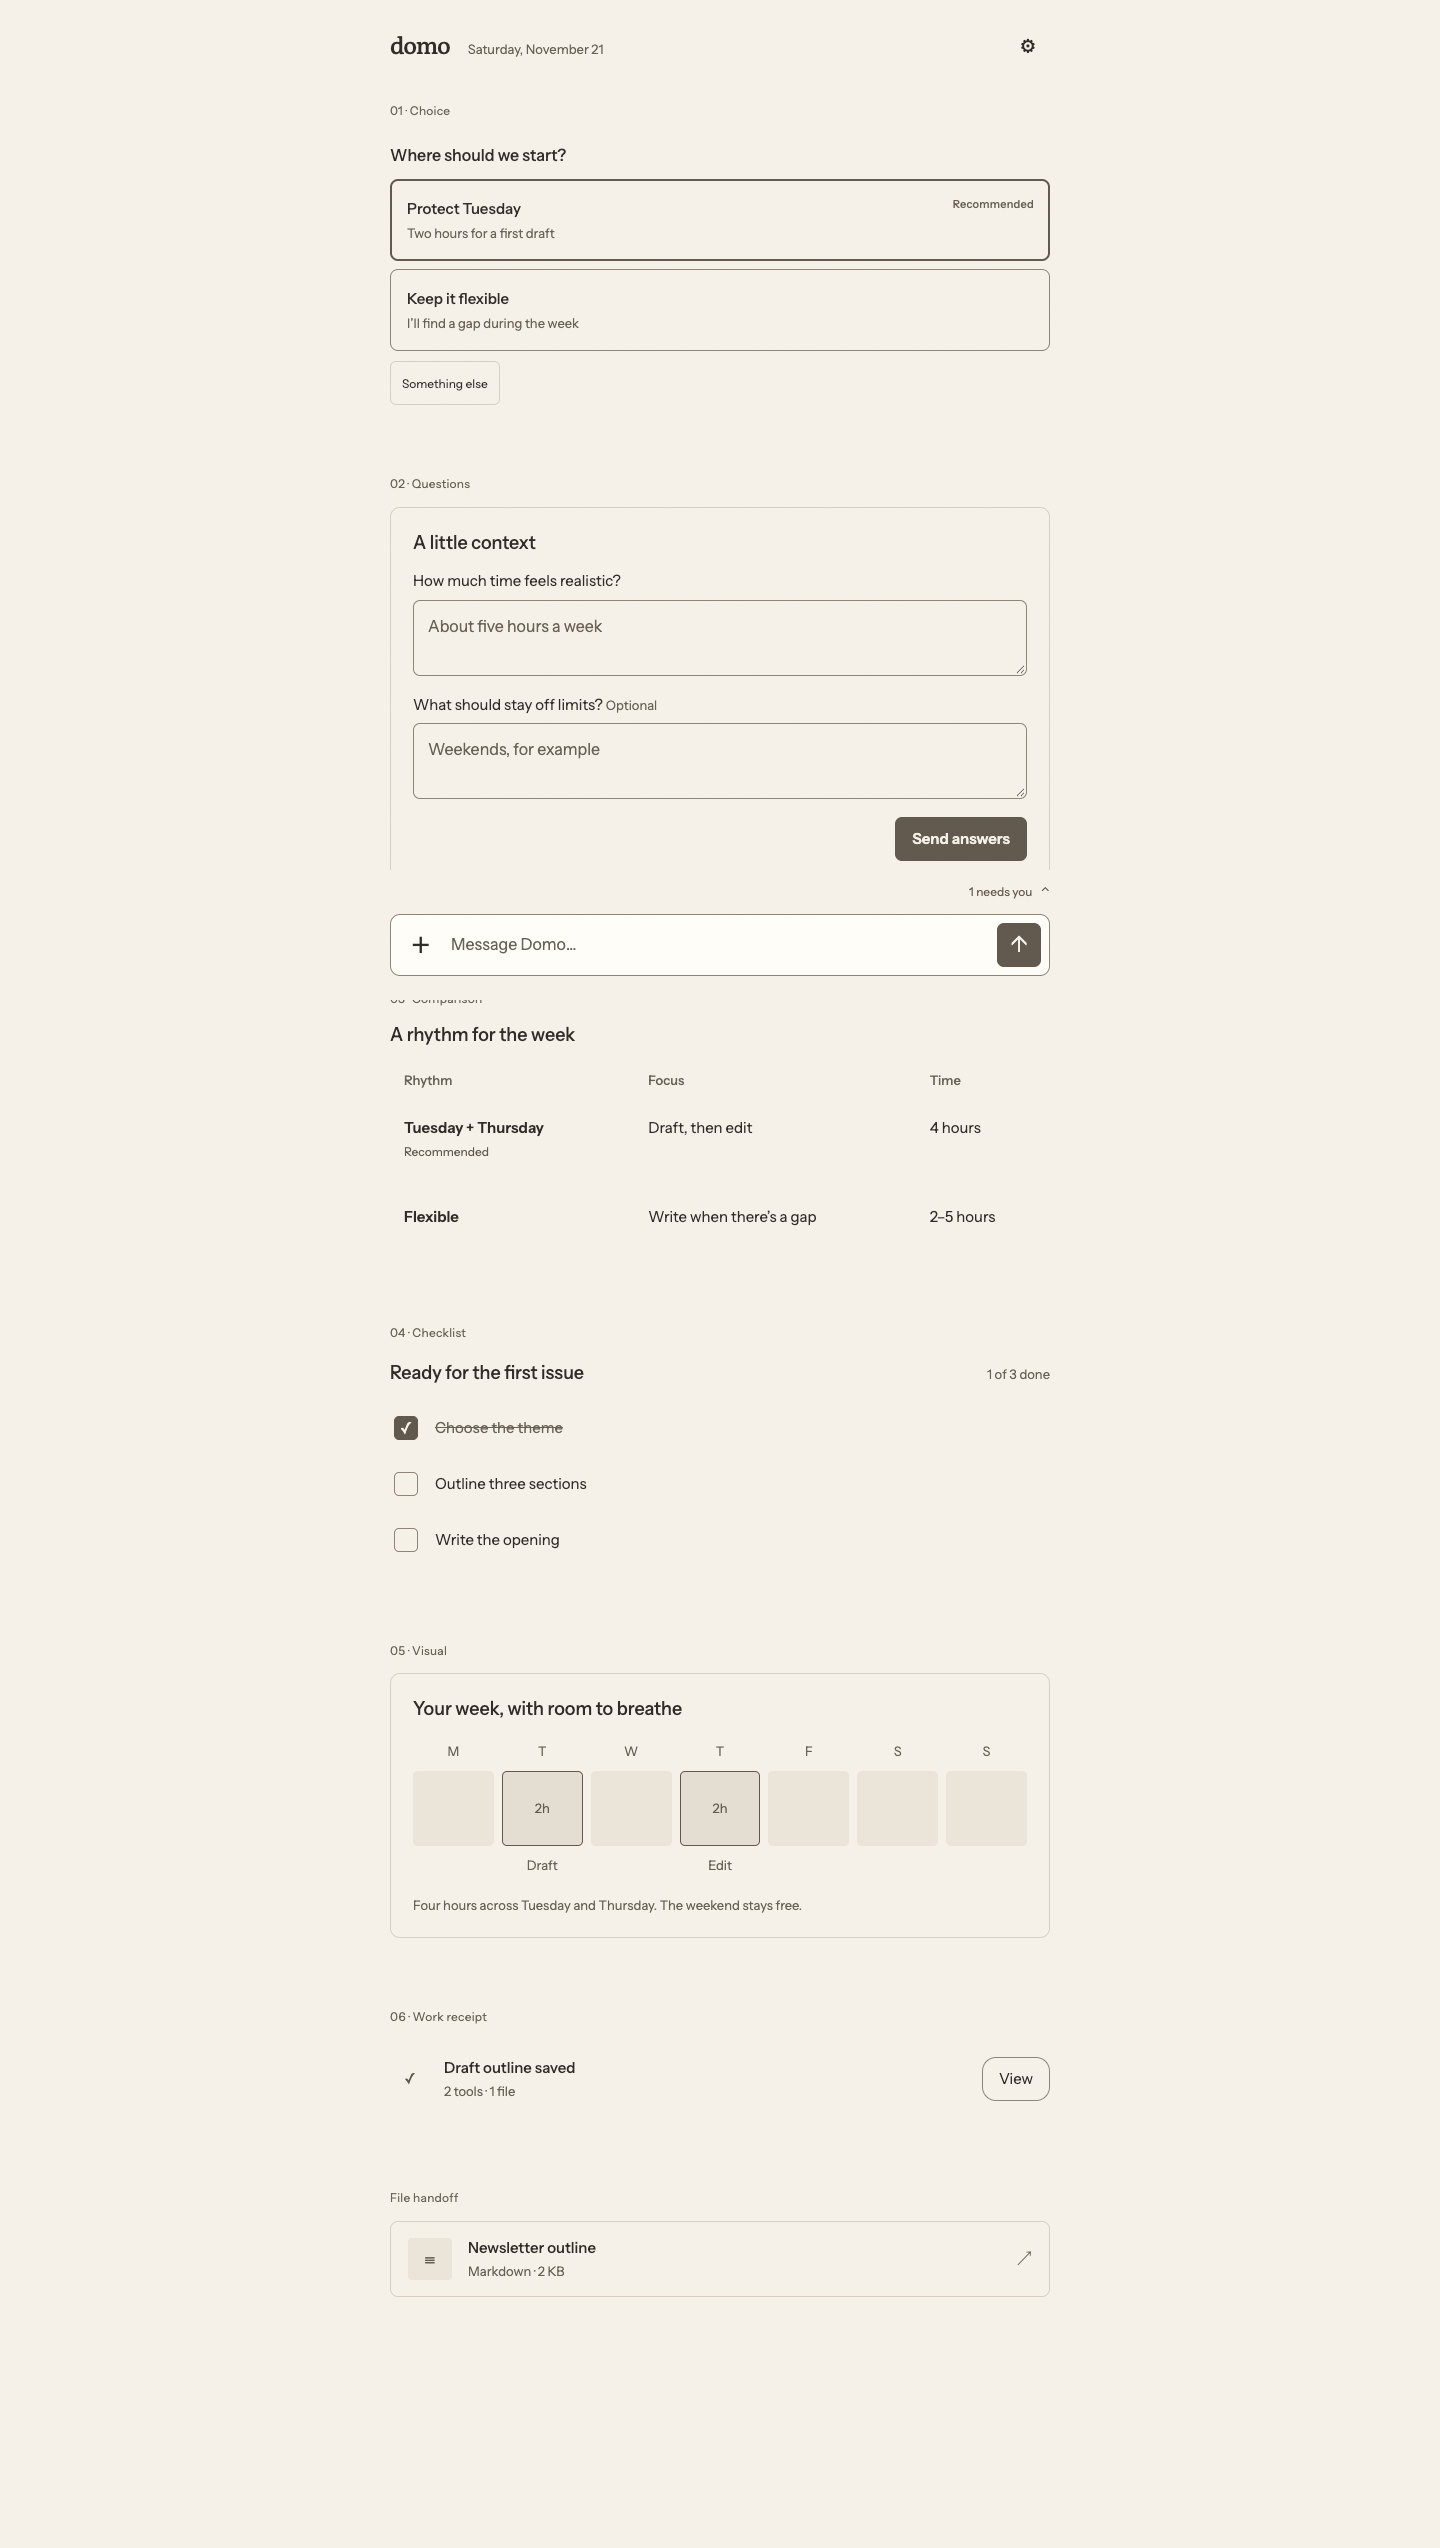 domo Saturday, November 21
01 · Choice
Where should we start?
Protect Tuesday Recommended
Two hours for a first draft
Keep it flexible
I'll find a gap during the week
Something else
02 · Questions
A little context
How much time feels realistic?
About five hours a week
What should stay off limits? Optional
Weekends, for example
Send answers
1 needs you
Message Domo...
03 · Comparison
A rhythm for the week
Rhythm Focus Time
Tuesday + Thursday Draft, then edit 4 hours
Recommended
Flexible Write when there's a gap 2–5 hours
04 · Checklist
Ready for the first issue 1 of 3 done
Choose the theme
Outline three sections
Write the opening
05 · Visual
Your week, with room to breathe
M T W T F S S
2h 2h
Draft Edit
Four hours across Tuesday and Thursday. The weekend stays free.
06 · Work receipt
Draft outline saved View
2 tools · 1 file
File handoff
Newsletter outline
Markdown · 2 KB